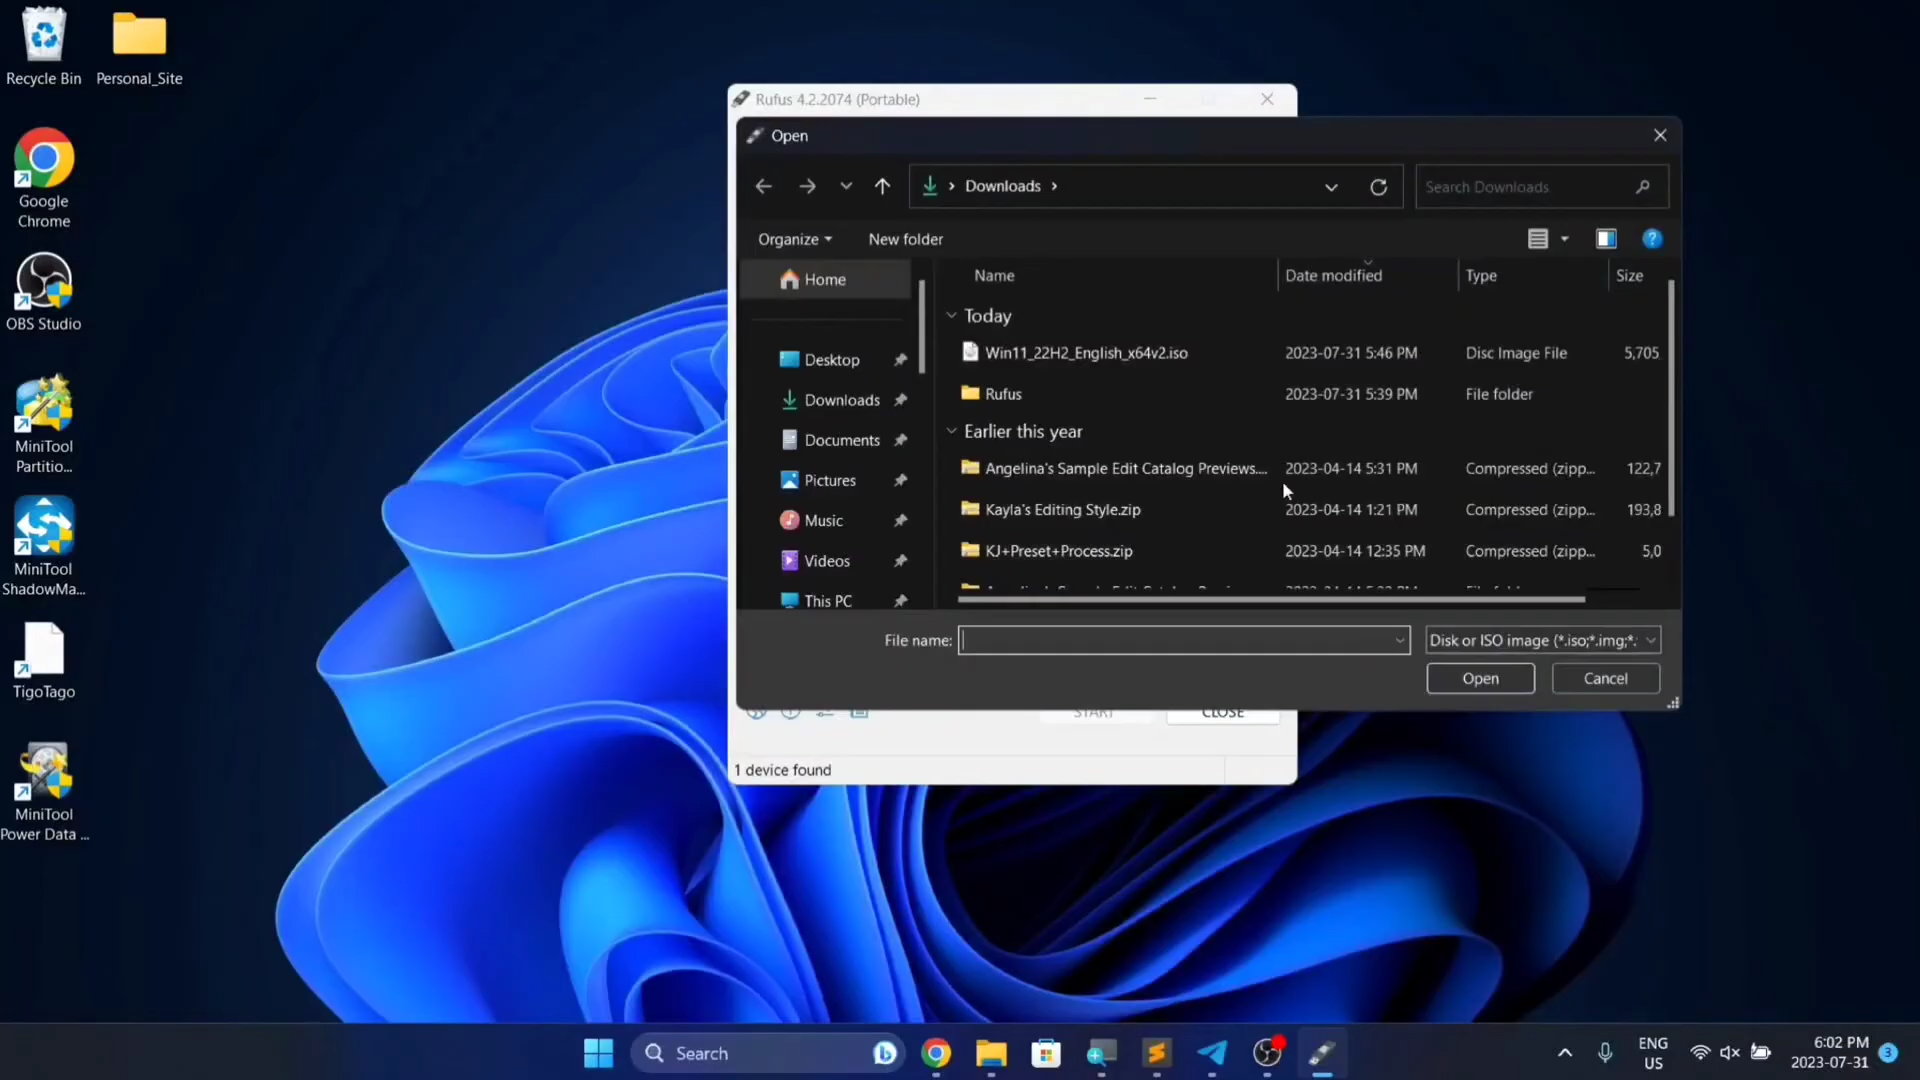 Recycle Bin
Personal_Site
Google
Chrome
OBS Studio
MiniTool
Partitio...
MiniTool
ShadowMa...
TigoTago
MiniTool
Power Data ...
Rufus 4.2.2074 (Portable)
Open
Downloads
Search Downloads
Organize
New folder
Home
Desktop
Downloads
Documents
Pictures
Music
Videos
This PC
Name
Date modified
Type
Size
Today
Win11_22H2_English_x64v2.iso
2023-07-31 5:46 PM
Disc Image File
5,705
Rufus
2023-07-31 5:39 PM
File folder
Earlier this year
Angelina's Sample Edit Catalog Previews....
2023-04-14 5:31 PM
Compressed (zipp...
122,7
Kayla's Editing Style.zip
2023-04-14 1:21 PM
Compressed (zipp...
193,8
KJ+Preset+Process.zip
2023-04-14 12:35 PM
Compressed (zipp...
5,0
File name:
Disk or ISO image (*.iso;*.img;*.
Open
Cancel
START
CLOSE
1 device found
Search
ENG
US
6:02 PM
2023-07-31
3